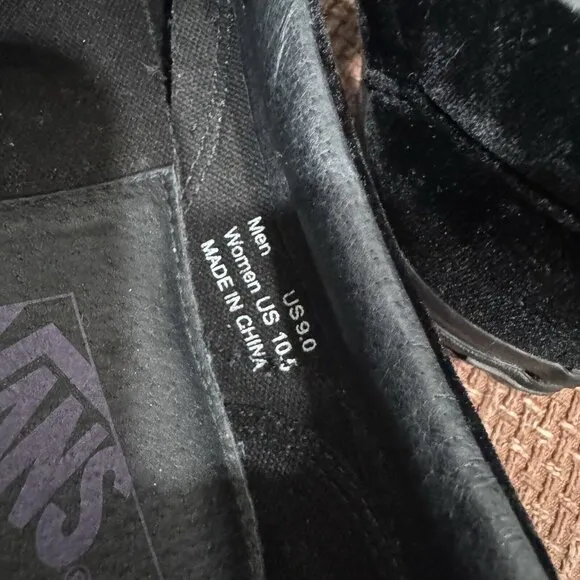 Men US 9.0
Women US 10.5
MADE IN CHINA
VANS
®